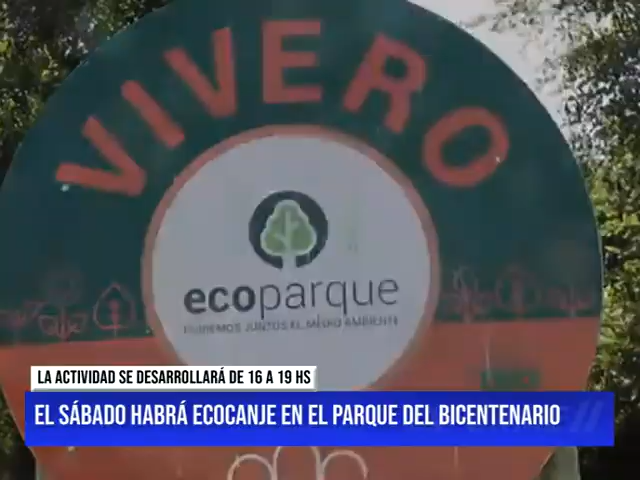 VIVERO
ecoparque
LA ACTIVIDAD SE DESARROLLARÁ DE 16 A 19 HS
EL SÁBADO HABRÁ ECOCANJE EN EL PARQUE DEL BICENTENARIO